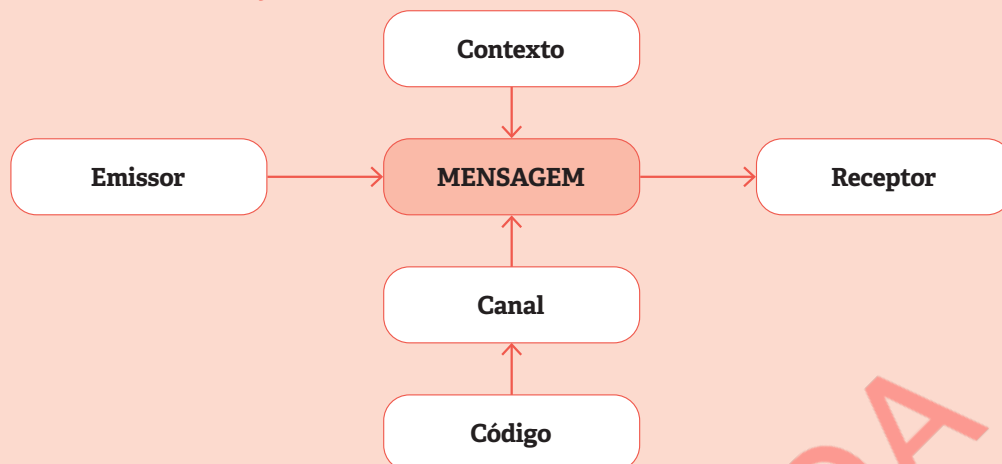 Contexto
Emissor
MENSAGEM
Receptor
Canal
Código